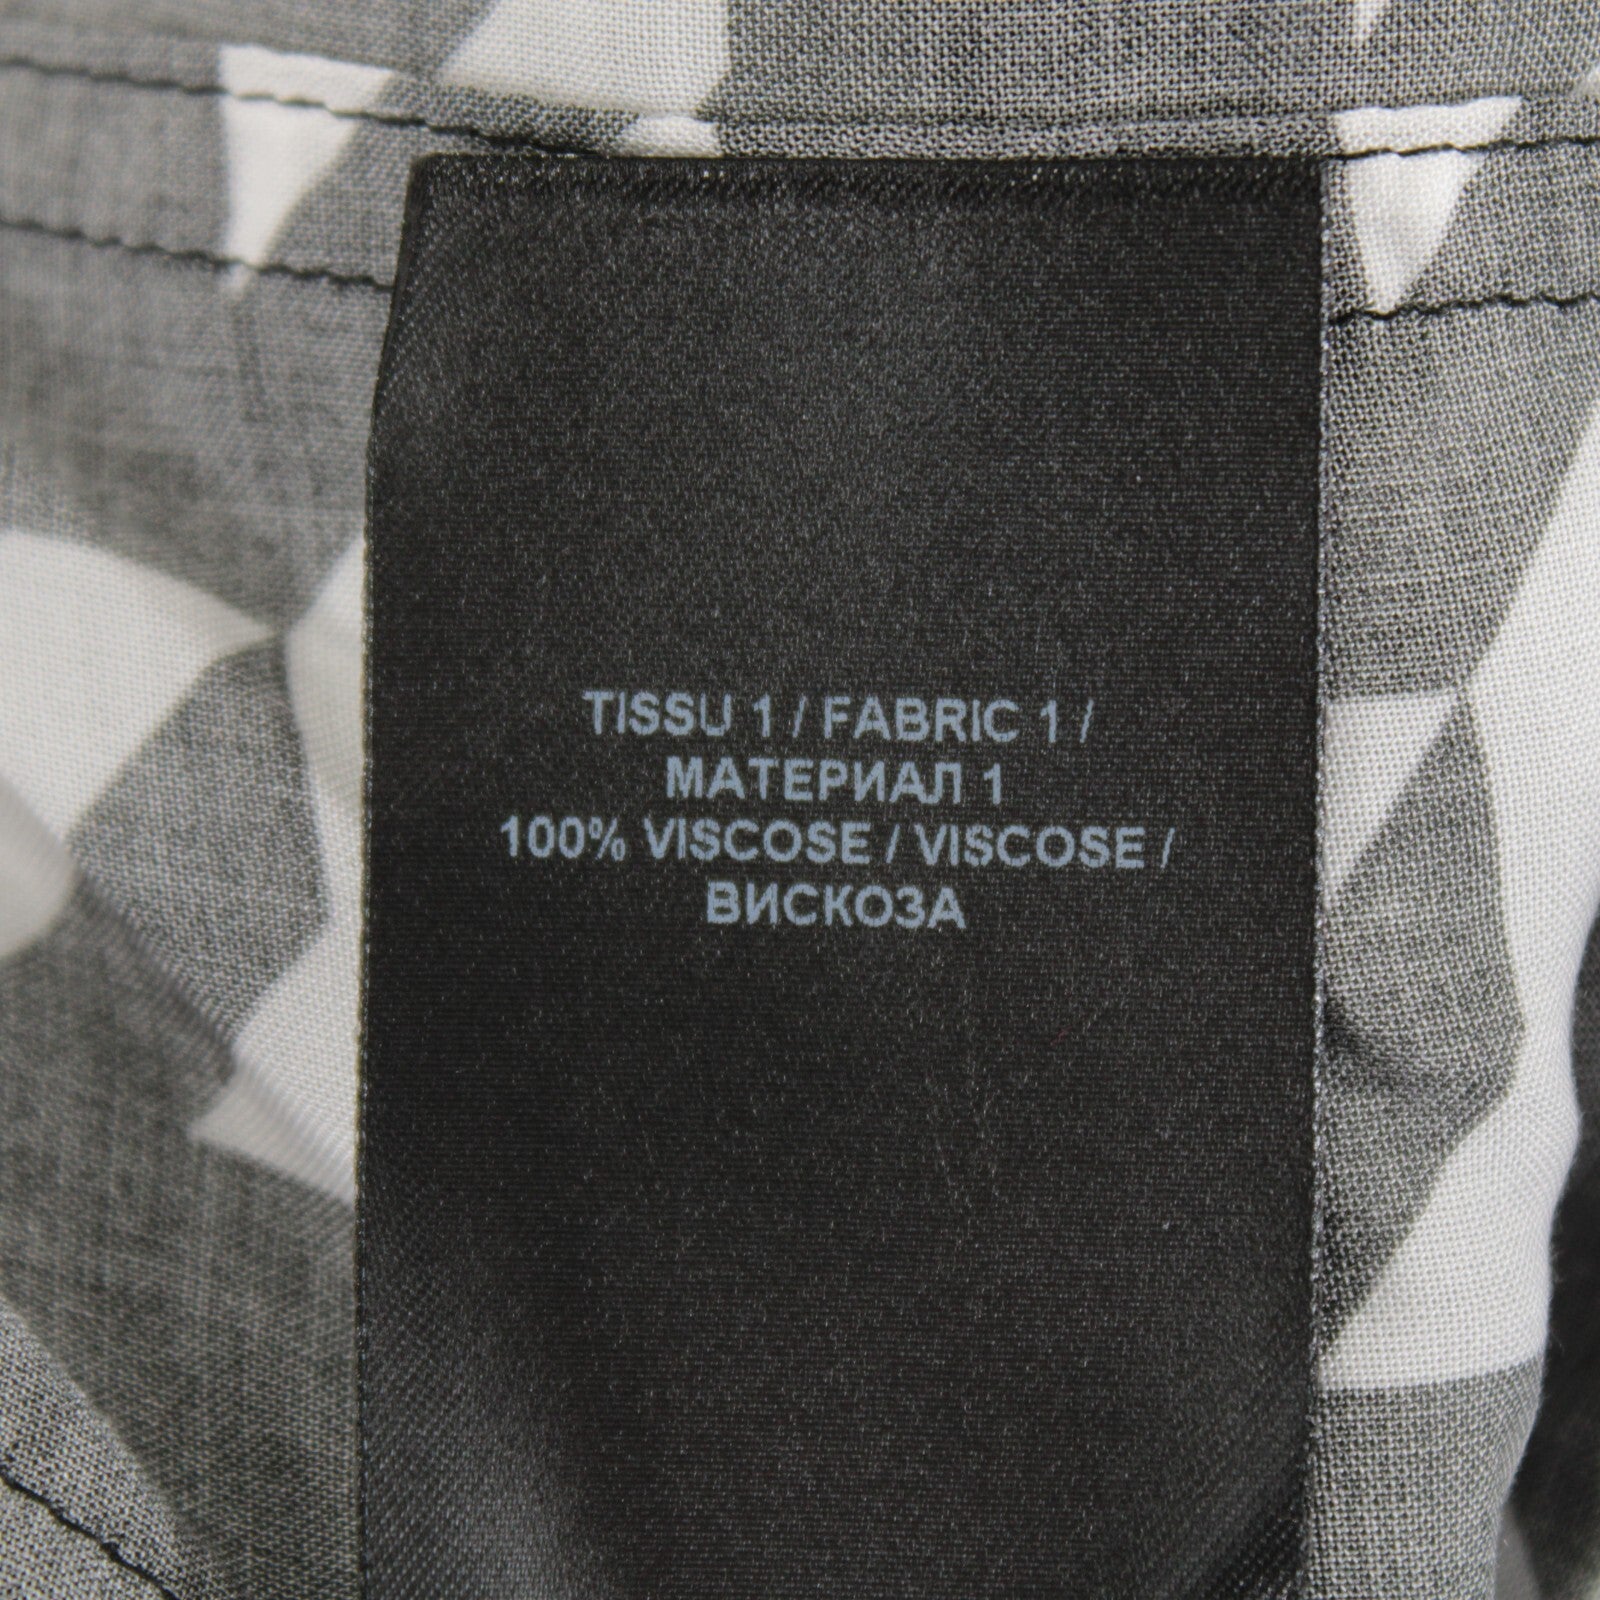 TISSU 1 / FABRIC 1 /
МАТЕРИАЛ 1
100% VISCOSE / VISCOSE /
ВИСКОЗА